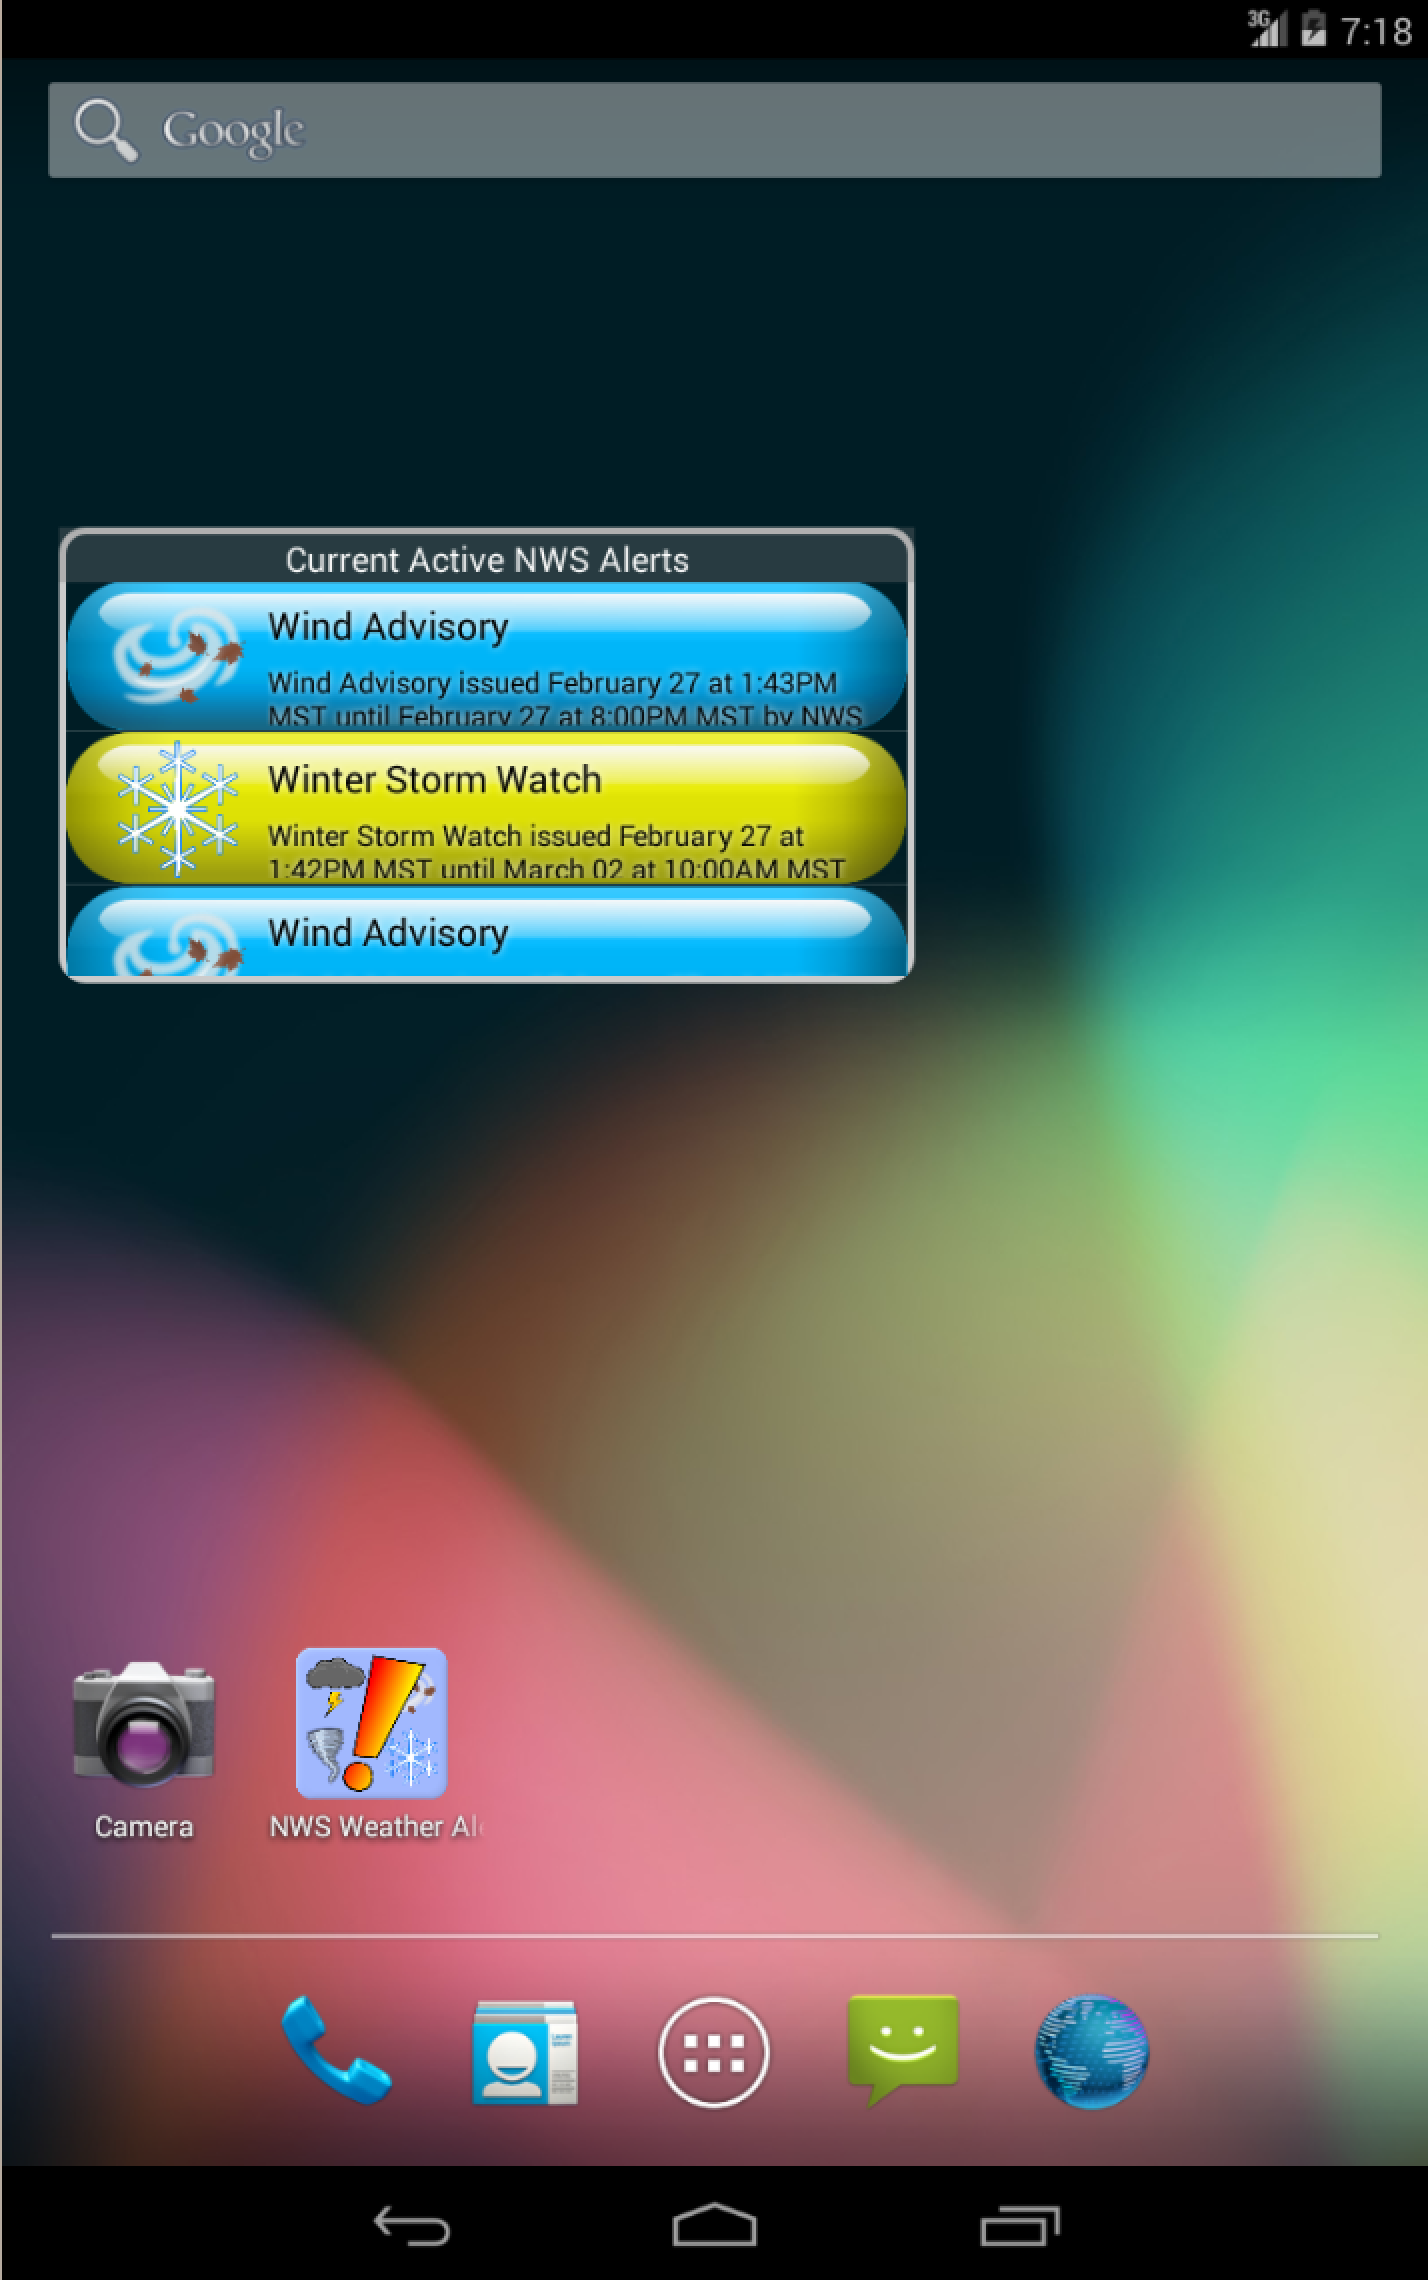 3G 7:18
Google
Current Active NWS Alerts
Wind Advisory
Wind Advisory issued February 27 at 1:43PM
MST until February 27 at 8:00PM MST by NWS
Winter Storm Watch
Winter Storm Watch issued February 27 at
1:42PM MST until March 02 at 10:00AM MST
Wind Advisory
Camera NWS Weather Al